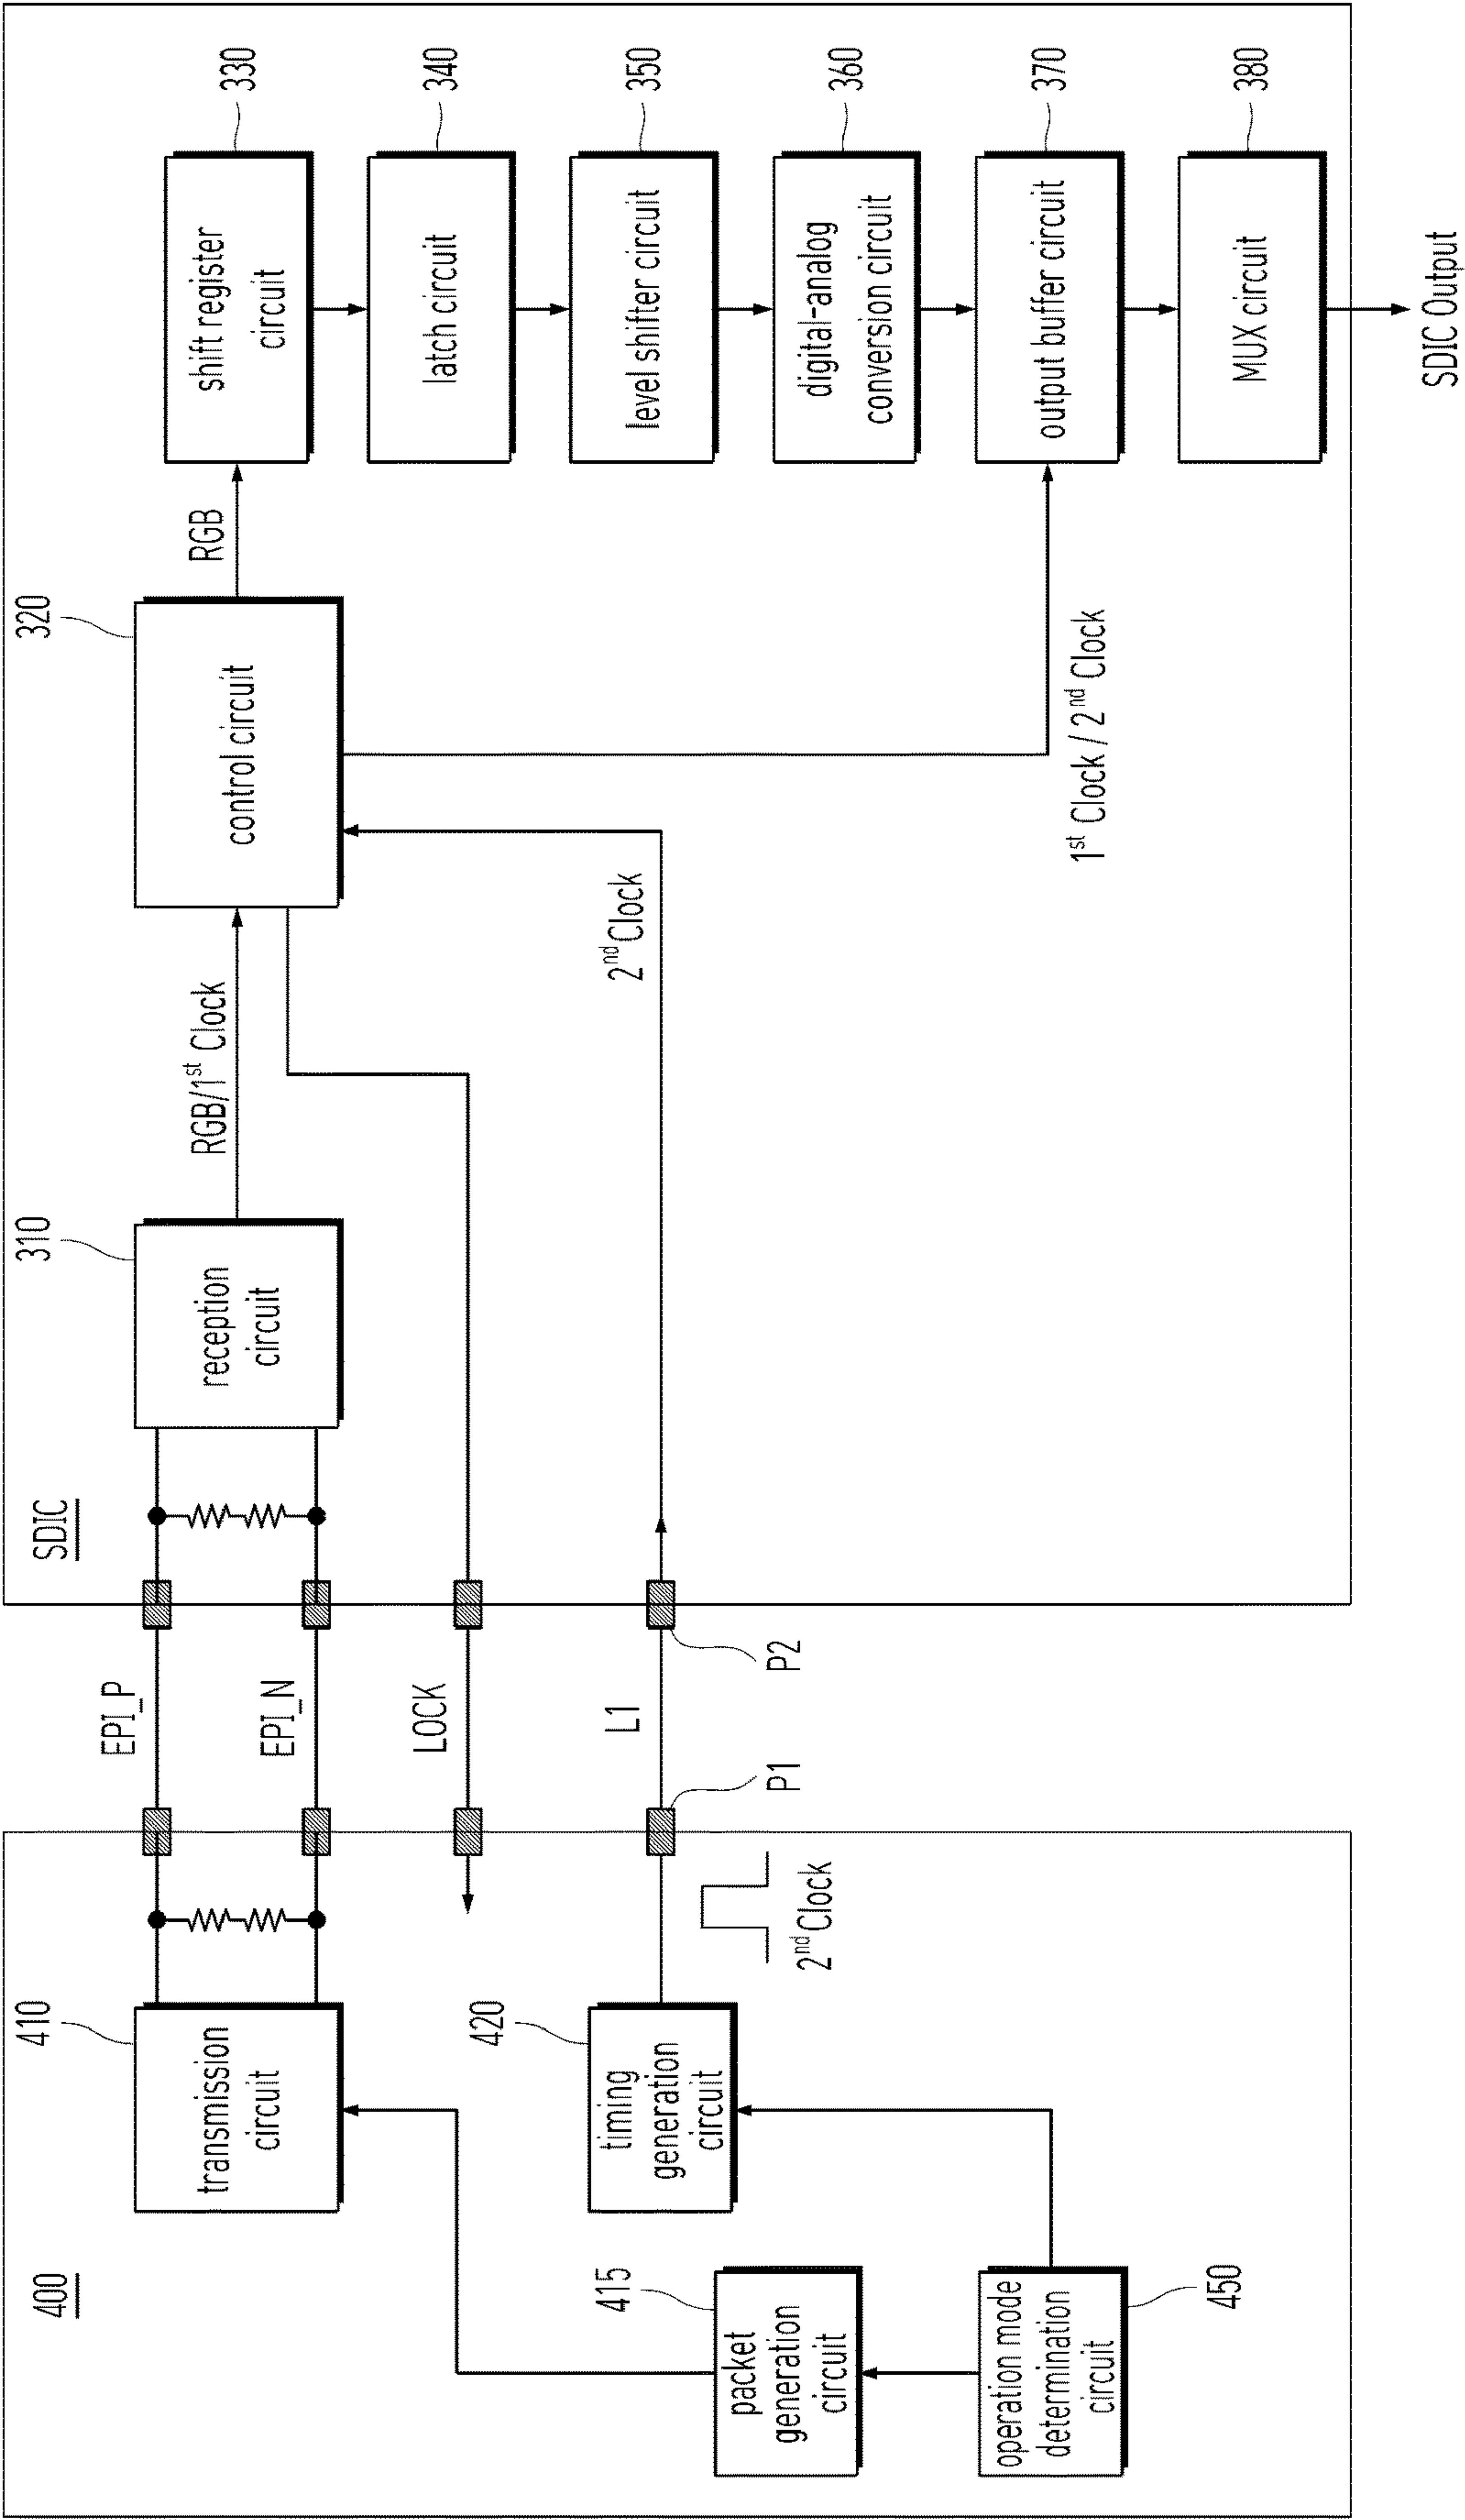 400
SDIC
410
transmission
circuit
EPI_P
EPI_N
LOCK
L1
P1
P2
310
reception
circuit
RGB/1st Clock
320
control circuit
RGB
330
shift register
circuit
340
latch circuit
350
level shifter circuit
360
digital-analog
conversion circuit
370
output buffer circuit
380
MUX circuit
SDIC Output
420
timing
generation
circuit
2nd Clock
2nd Clock
1st Clock / 2nd Clock
415
packet
generation
circuit
450
operation mode
determination
circuit